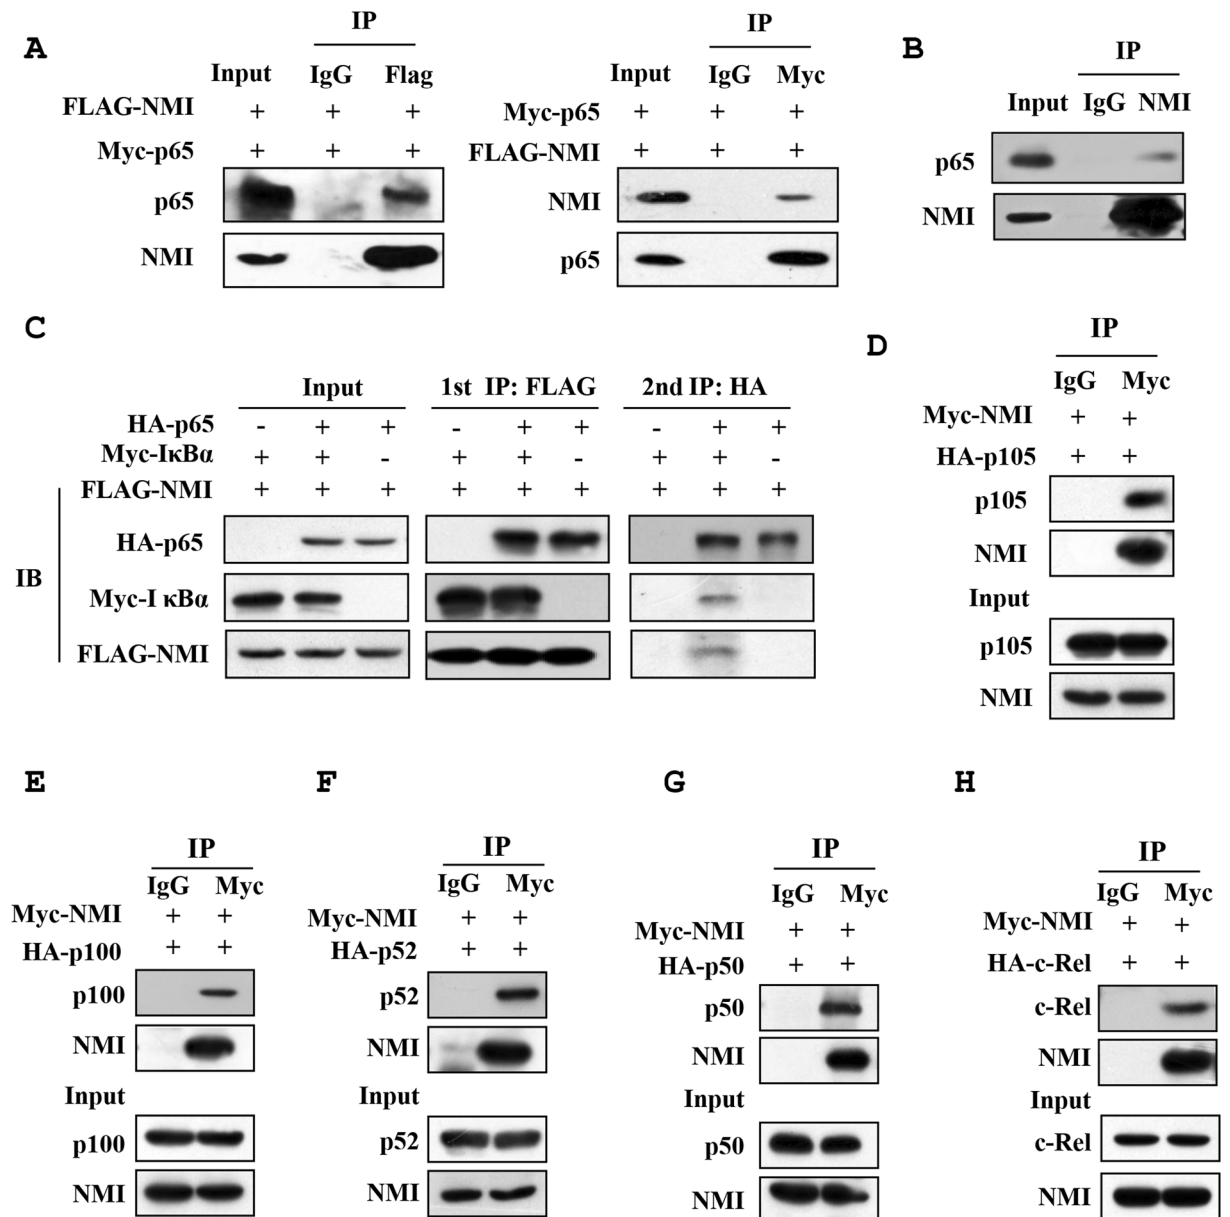 A
IP
Input IgG Flag
FLAG-NMI + + +
Myc-p65 + + +
p65
NMI
IP
Input IgG Myc
Myc-p65 + + +
FLAG-NMI + + +
NMI
p65
B
IP
Input IgG NMI
p65
NMI
C
Input 1st IP: FLAG 2nd IP: HA
HA-p65 - + + - + + - + +
Myc-IκBα + + - + + - + + -
FLAG-NMI + + + + + + + + +
IB
HA-p65
Myc-I κBα
FLAG-NMI
D
IP
IgG Myc
Myc-NMI + +
HA-p105 + +
p105
NMI
Input
p105
NMI
E
IP
IgG Myc
Myc-NMI + +
HA-p100 + +
p100
NMI
Input
p100
NMI
F
IP
IgG Myc
Myc-NMI + +
HA-p52 + +
p52
NMI
Input
p52
NMI
G
IP
IgG Myc
Myc-NMI + +
HA-p50 + +
p50
NMI
Input
p50
NMI
H
IP
IgG Myc
Myc-NMI + +
HA-c-Rel + +
c-Rel
NMI
Input
c-Rel
NMI